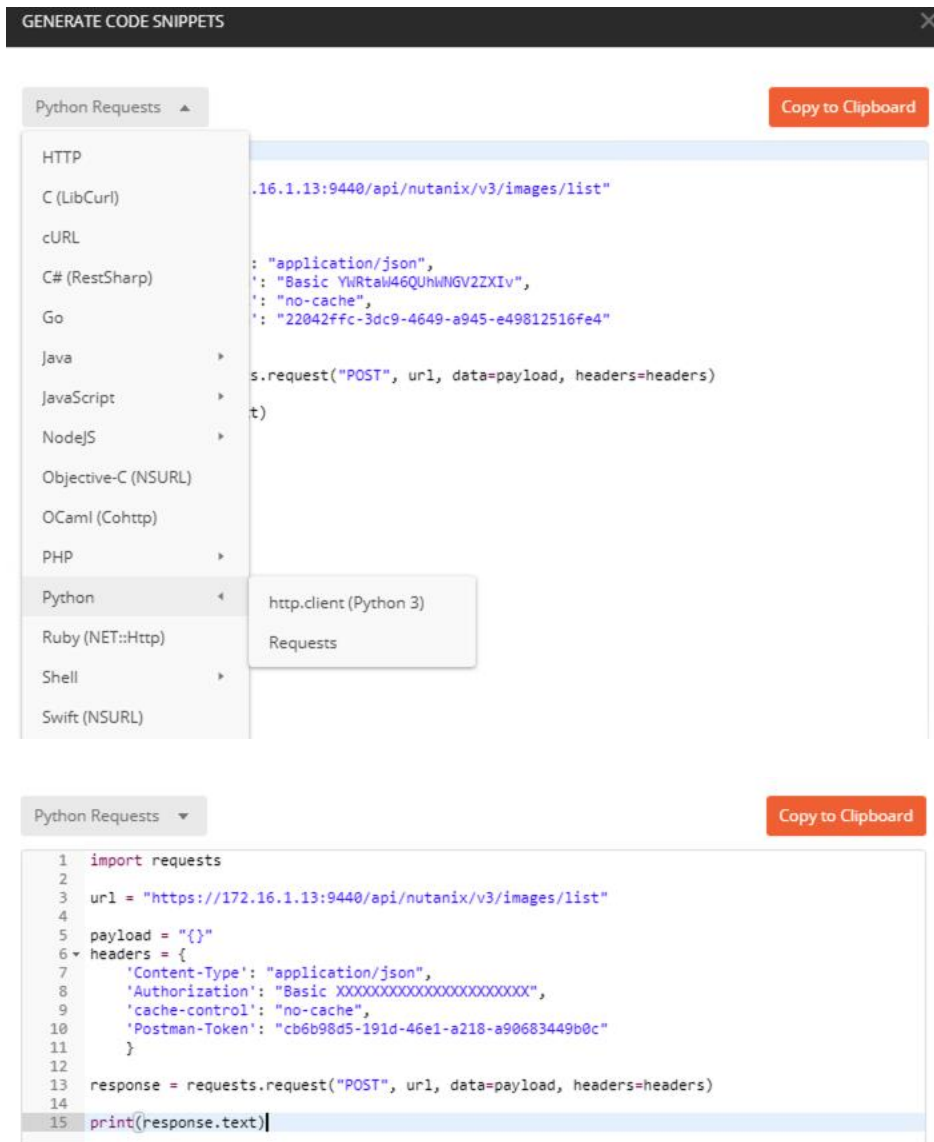 GENERATE CODE SNIPPETS
Python Requests
Copy to Clipboard
HTTP
.16.1.13:9440/api/nutanix/v3/images/list"
C (LibCurl)
cURL
: "application/json",
C# (RestSharp)
': "Basic YWRtaW46QUhWNGV2ZXIv",
': "no-cache",
Go
': "22042ffc-3dc9-4649-a945-e49812516fe4"
Java
s.request("POST", url, data=payload, headers=headers)
JavaScript
t)
NodeJS
Objective-C (NSURL)
OCaml (Cohttp)
PHP
Python
http.client (Python 3)
Ruby (NET::Http)
Requests
Shell
Swift (NSURL)
Python Requests
Copy to Clipboard
1 import requests
2
3 url = "https://172.16.1.13:9440/api/nutanix/v3/images/list"
4
5 payload = "{}"
6 headers = {
7 'Content-Type': "application/json",
8 'Authorization': "Basic XXXXXXXXXXXXXXXXXXXXXXX",
9 'cache-control': "no-cache",
10 'Postman-Token': "cb6b98d5-191d-46e1-a218-a90683449b0c"
11 }
12
13 response = requests.request("POST", url, data=payload, headers=headers)
14
15 print(response.text)